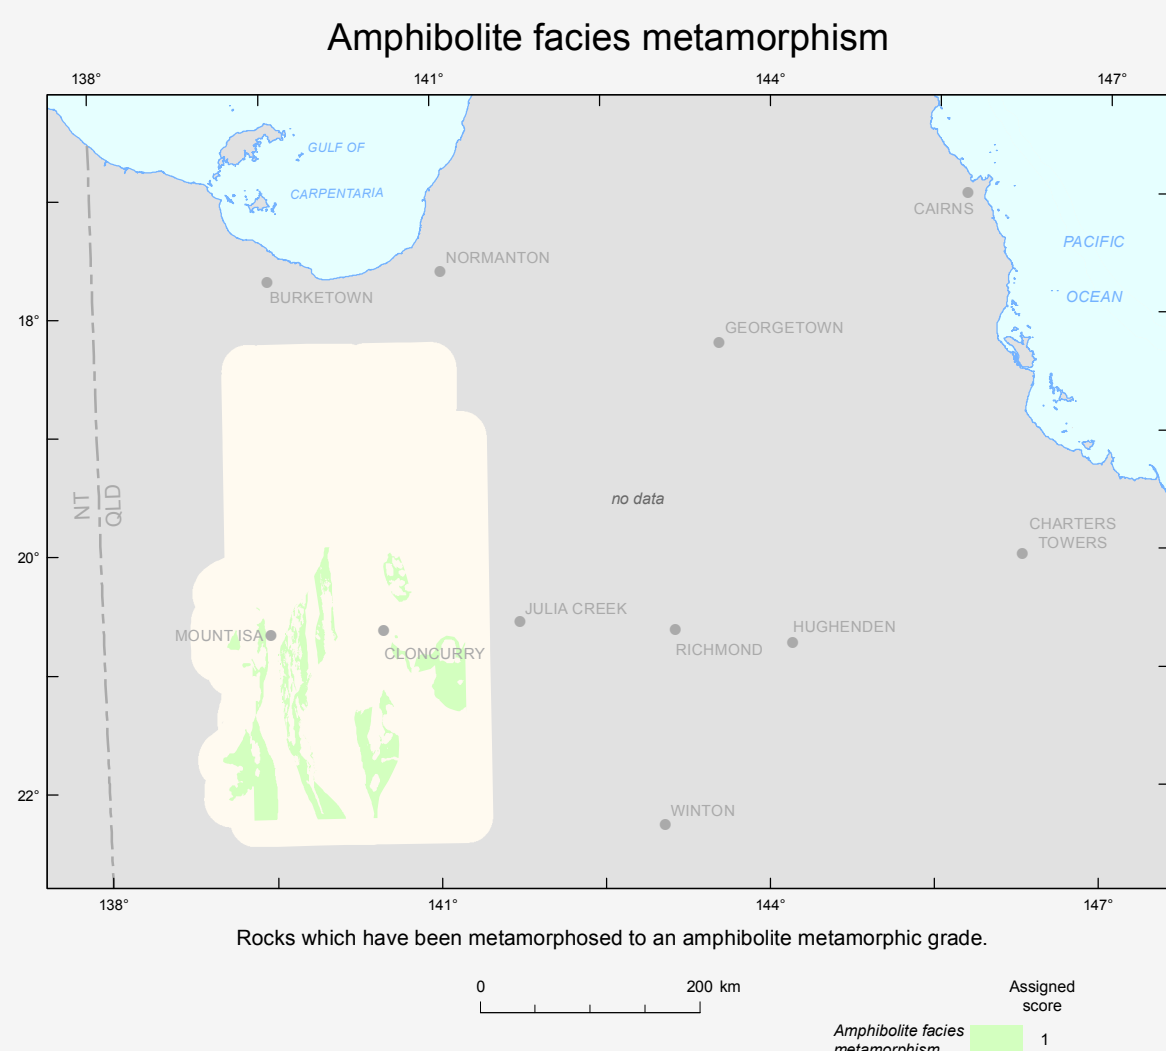 Amphibolite facies metamorphism
138°
141°
144°
147°
GULF OF
CARPENTARIA
CAIRNS
PACIFIC
OCEAN
NORMANTON
BURKETOWN
18°
GEORGETOWN
NT
QLD
no data
CHARTERS
TOWERS
20°
JULIA CREEK
MOUNT ISA
CLONCURRY
RICHMOND
HUGHENDEN
22°
WINTON
138°
141°
144°
147°
Rocks which have been metamorphosed to an amphibolite metamorphic grade.
0
200 km
Assigned
score
Amphibolite facies
metamorphism
1